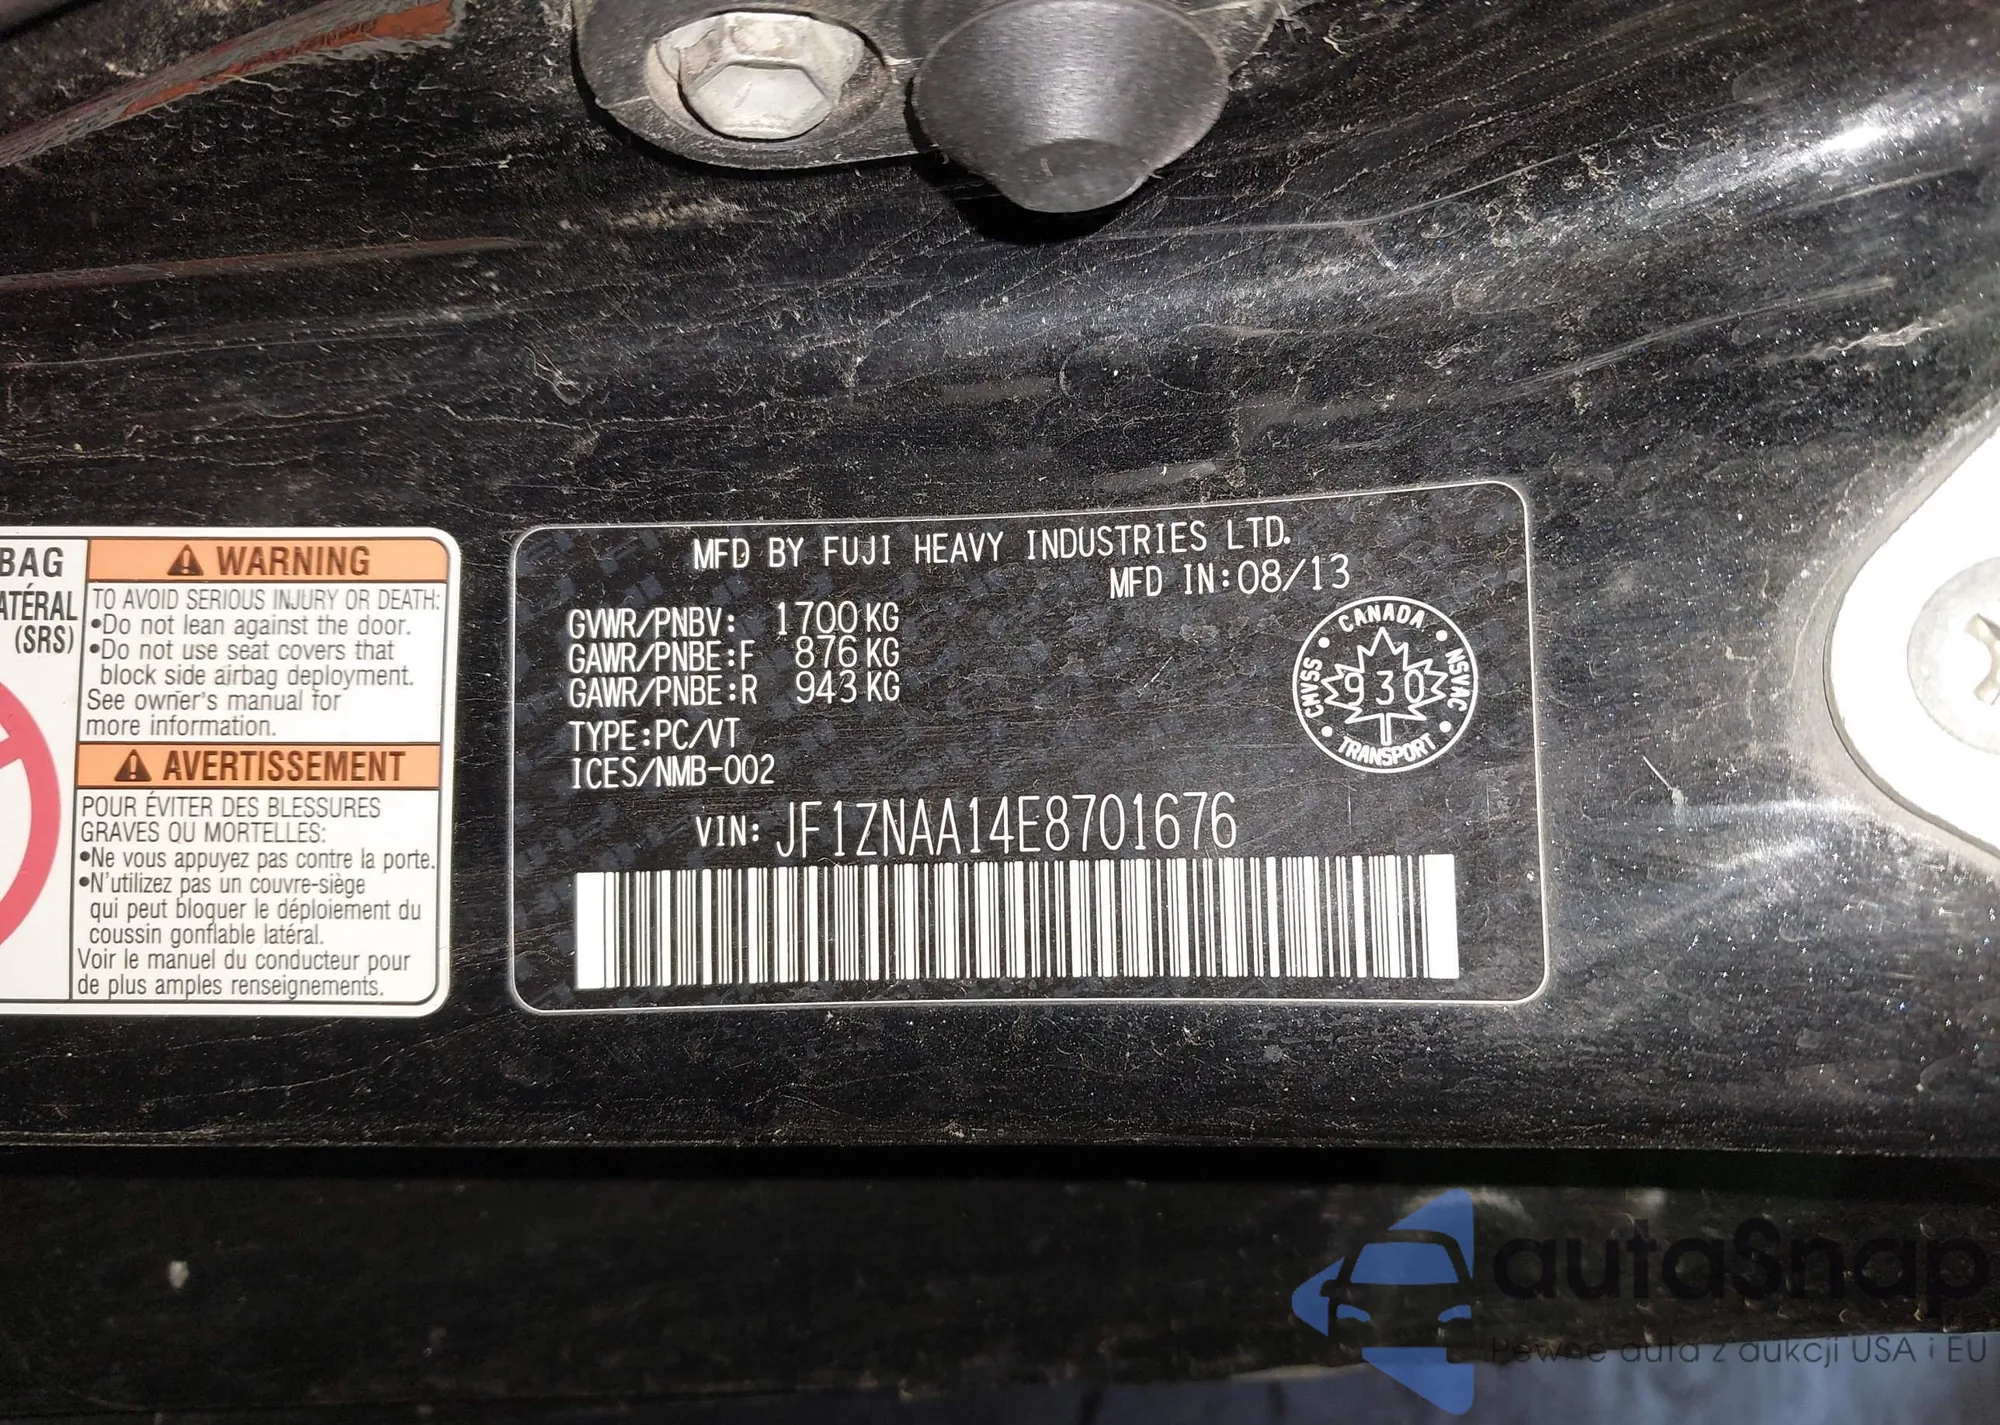 BAG
ATÉRAL
(SRS)
WARNING
TO AVOID SERIOUS INJURY OR DEATH:
•Do not lean against the door.
•Do not use seat covers that
block side airbag deployment.
See owner's manual for
more information.
AVERTISSEMENT
POUR ÉVITER DES BLESSURES
GRAVES OU MORTELLES:
•Ne vous appuyez pas contre la porte.
•N'utilizez pas un couvre-siège
qui peut bloquer le déploiement du
coussin gonflable latéral.
Voir le manuel du conducteur pour
de plus amples renseignements.
MFD BY FUJI HEAVY INDUSTRIES LTD.
MFD IN:08/13
GVWR/PNBV: 1700 KG
GAWR/PNBE:F 876 KG
GAWR/PNBE:R 943 KG
TYPE:PC/VT
ICES/NMB-002
CANADA
CMVSS
930
NSVAC
TRANSPORT
VIN: JF1ZNAA14E8701676
autaSnap
Pewne auta z aukcji USA i EU